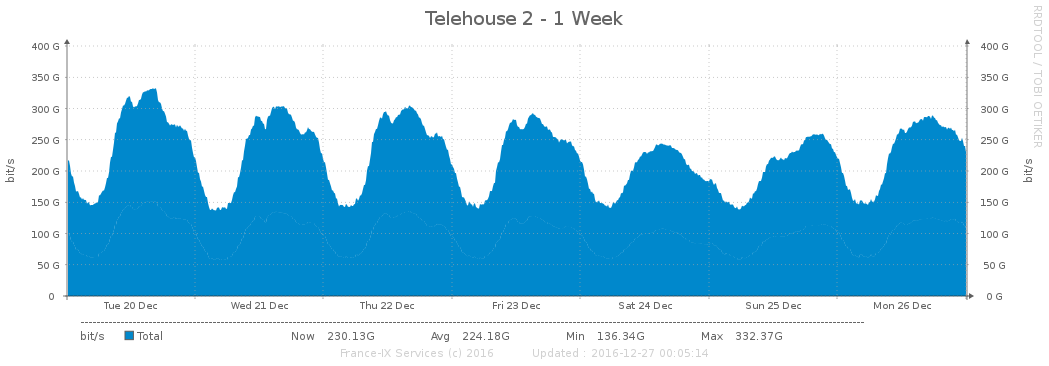 Telehouse 2 - 1 Week
RRDTOOL / TOBI OETIKER
400 G 400 G
350 G 350 G
300 G 300 G
250 G 250 G
200 G 200 G
150 G 150 G
100 G 100 G
50 G 50 G
0 0 G
bit/s bit/s
Tue 20 Dec Wed 21 Dec Thu 22 Dec Fri 23 Dec Sat 24 Dec Sun 25 Dec Mon 26 Dec
bit/s Total Now 230.13G Avg 224.18G Min 136.34G Max 332.37G
France-IX Services (c) 2016 Updated : 2016-12-27 00:05:14